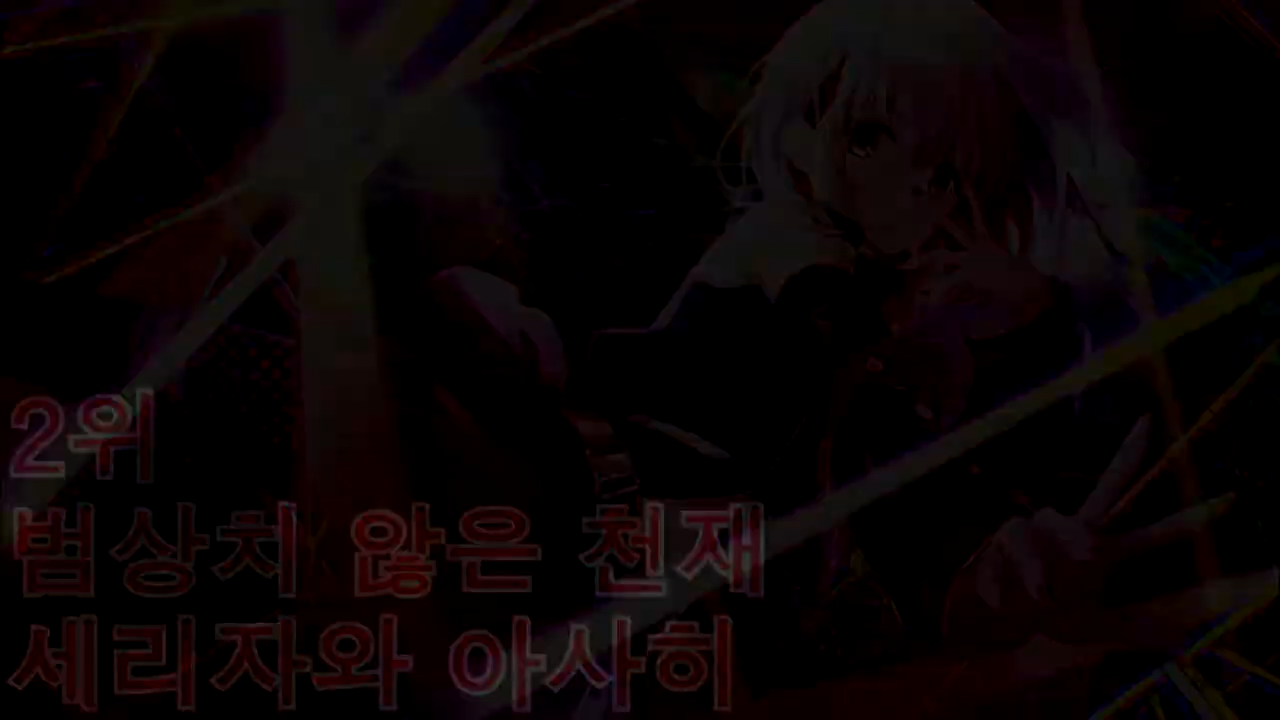 2위
범상치 않은 천재
세리자와 아사히